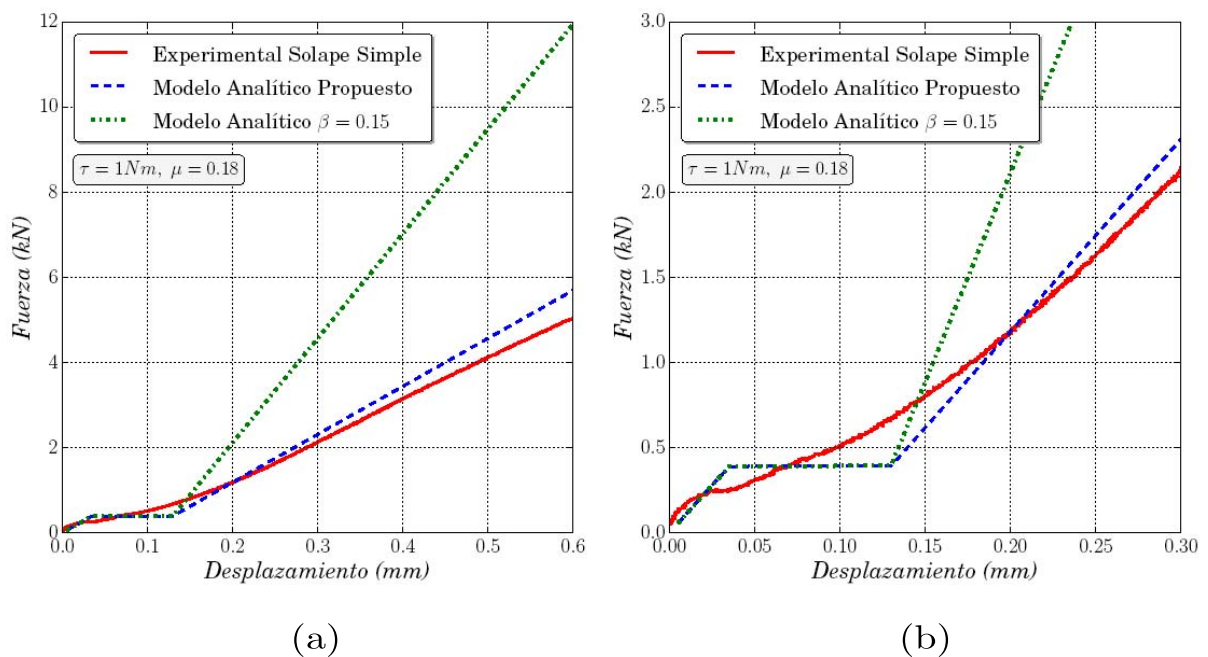 12
10
8
6
4
2
0
Fuerza (kN)
Experimental Solape Simple
Modelo Analítico Propuesto
Modelo Analítico β = 0.15
τ = 1Nm, μ = 0.18
0.0 0.1 0.2 0.3 0.4 0.5 0.6
Desplazamiento (mm)
(a)
3.0
2.5
2.0
1.5
1.0
0.5
0.0
Fuerza (kN)
Experimental Solape Simple
Modelo Analítico Propuesto
Modelo Analítico β = 0.15
τ = 1Nm, μ = 0.18
0.00 0.05 0.10 0.15 0.20 0.25 0.30
Desplazamiento (mm)
(b)